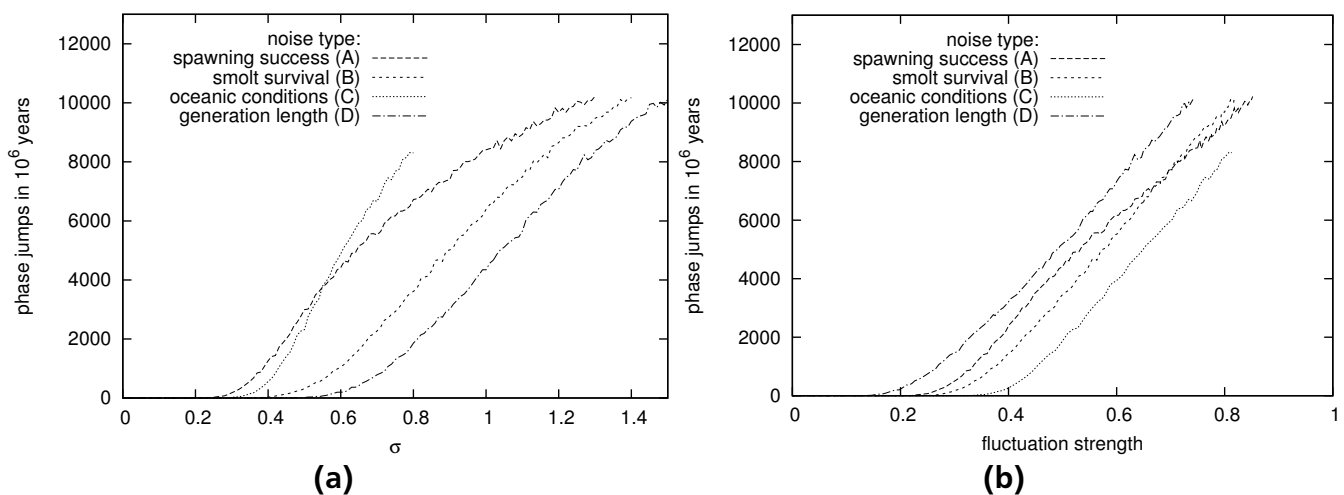 12000
10000
8000
6000
4000
2000
0
phase jumps in 10^6 years
noise type:
spawning success (A)
smolt survival (B)
oceanic conditions (C)
generation length (D)
0 0.2 0.4 0.6 0.8 1 1.2 1.4
σ
(a)
12000
10000
8000
6000
4000
2000
0
phase jumps in 10^6 years
noise type:
spawning success (A)
smolt survival (B)
oceanic conditions (C)
generation length (D)
0 0.2 0.4 0.6 0.8 1
fluctuation strength
(b)